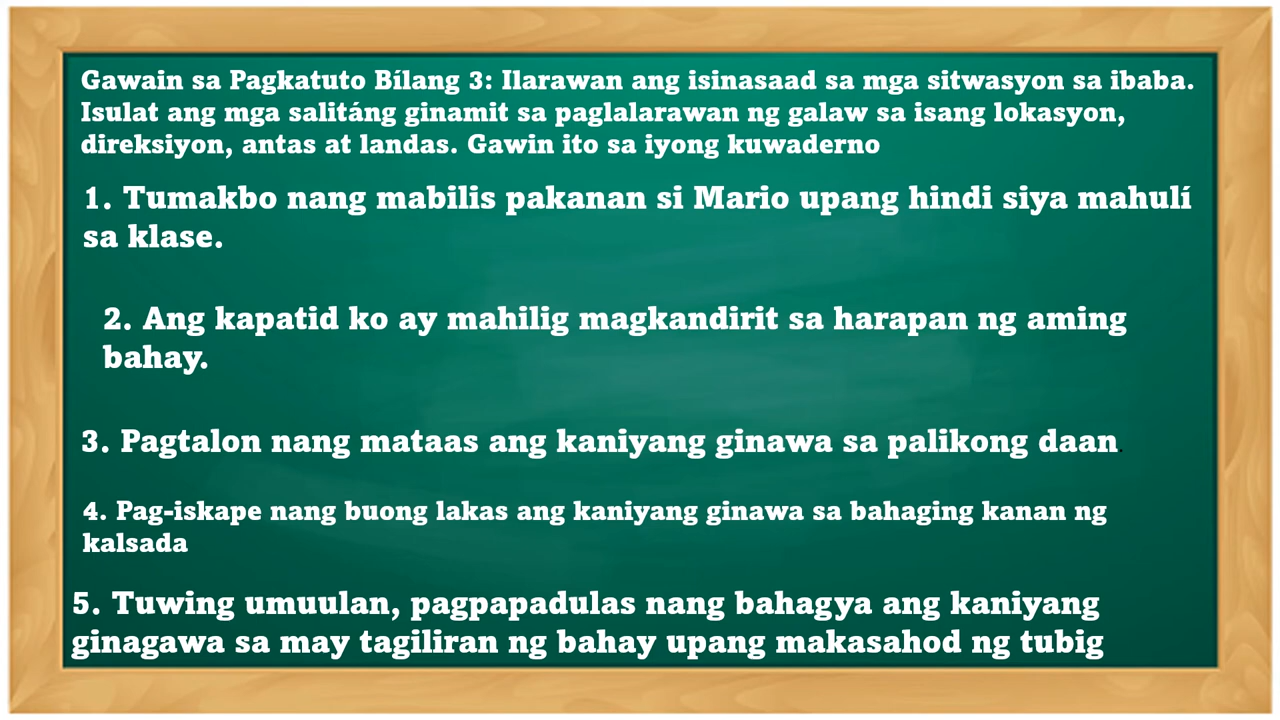 Gawain sa Pagkatuto Bílang 3: Ilarawan ang isinasaad sa mga sitwasyon sa ibaba.
Isulat ang mga salitáng ginamit sa paglalarawan ng galaw sa isang lokasyon,
direksiyon, antas at landas. Gawin ito sa iyong kuwaderno
1. Tumakbo nang mabilis pakanan si Mario upang hindi siya mahulí
sa klase.
2. Ang kapatid ko ay mahilig magkandirit sa harapan ng aming
bahay.
3. Pagtalon nang mataas ang kaniyang ginawa sa palikong daan.
4. Pag-iskape nang buong lakas ang kaniyang ginawa sa bahaging kanan ng
kalsada
5. Tuwing umuulan, pagpapadulas nang bahagya ang kaniyang
ginagawa sa may tagiliran ng bahay upang makasahod ng tubig